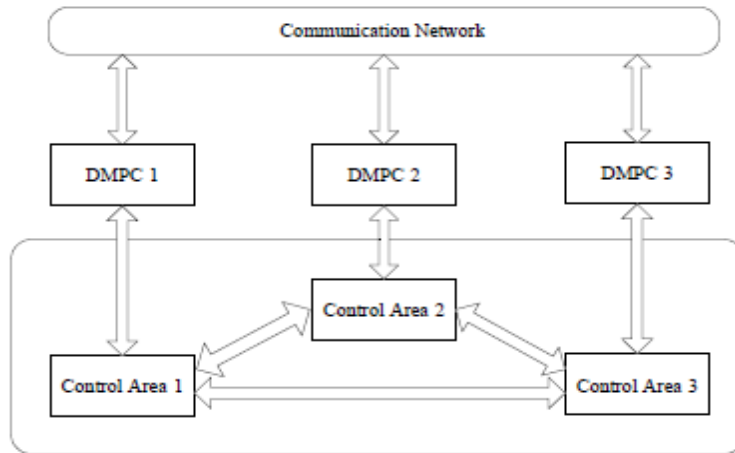 Communication Network
DMPC 1
DMPC 2
DMPC 3
Control Area 2
Control Area 1
Control Area 3